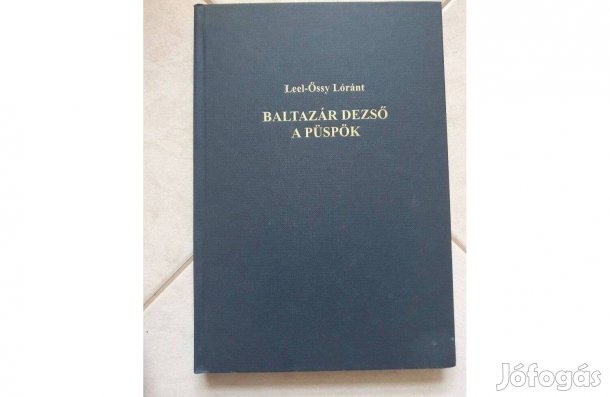 Leel-Őssy Lóránt
BALTAZÁR DEZSŐ
A PÜSPÖK
Jófogás